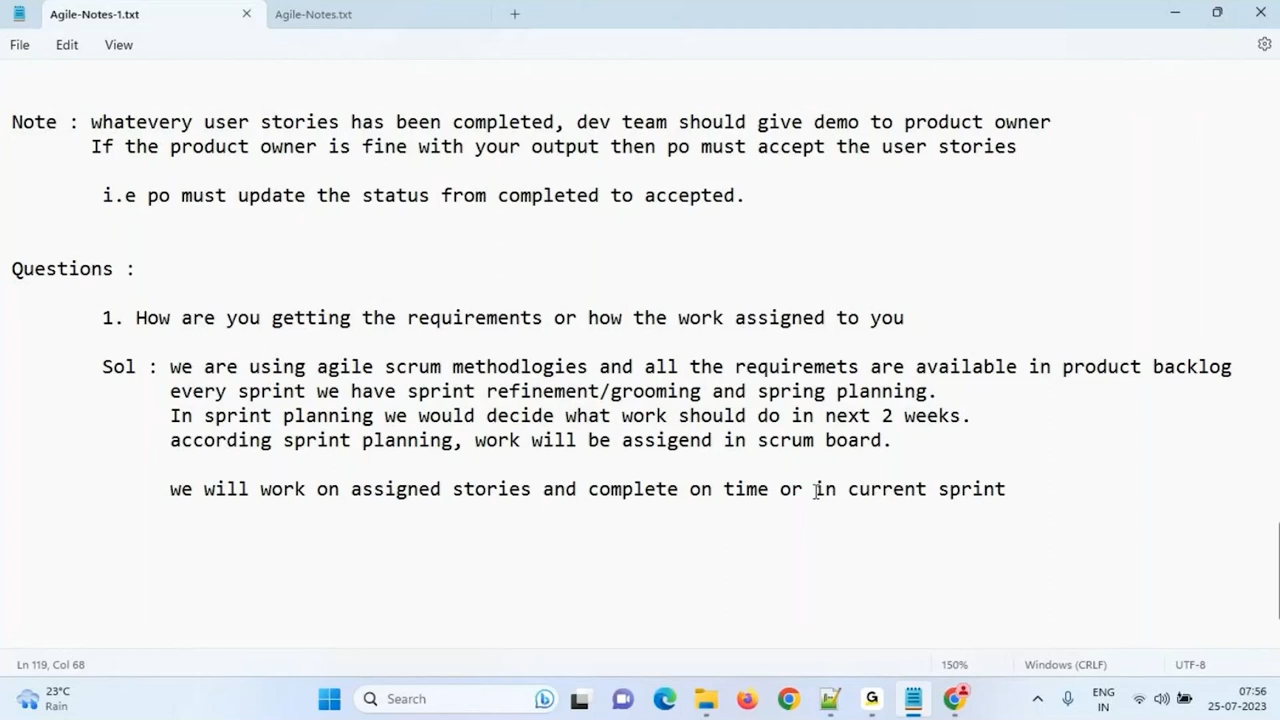 Agile-Notes-1.txt
Agile-Notes.txt
File Edit View
Note : whatevery user stories has been completed, dev team should give demo to product owner
If the product owner is fine with your output then po must accept the user stories
i.e po must update the status from completed to accepted.
Questions :
1. How are you getting the requirements or how the work assigned to you
Sol : we are using agile scrum methodlogies and all the requiremets are available in product backlog
every sprint we have sprint refinement/grooming and spring planning.
In sprint planning we would decide what work should do in next 2 weeks.
according sprint planning, work will be assigend in scrum board.
we will work on assigned stories and complete on time or in current sprint
Ln 119, Col 68
150%
Windows (CRLF)
UTF-8
23°C
Rain
Search
ENG
IN
07:56
25-07-2023